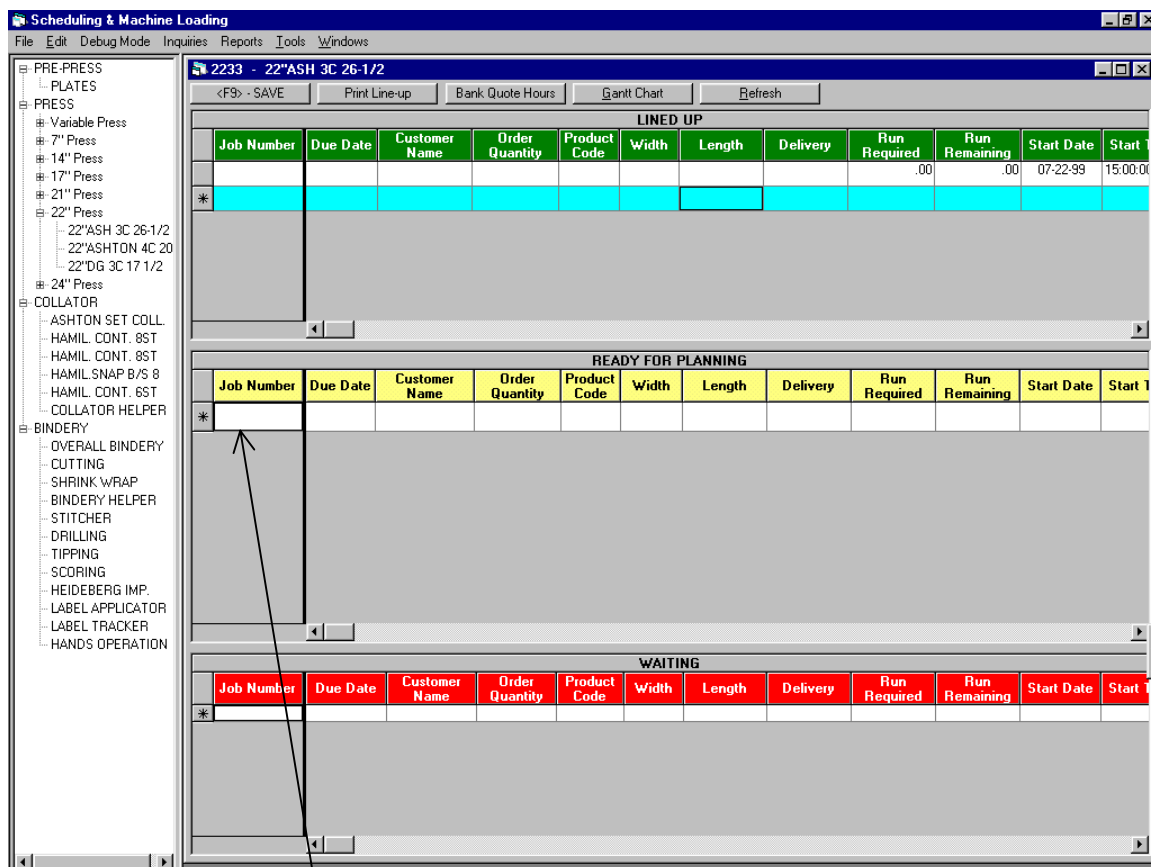 Scheduling & Machine Loading
File Edit Debug Mode Inquiries Reports Tools Windows
PRE-PRESS
PLATES
PRESS
Variable Press
7" Press
14" Press
17" Press
21" Press
22" Press
22"ASH 3C 26-1/2
22"ASHTON 4C 20
22"DG 3C 17 1/2
24" Press
COLLATOR
ASHTON SET COLL.
HAMIL. CONT. 8ST
HAMIL. CONT. 8ST
HAMIL.SNAP B/S 8
HAMIL. CONT. 6ST
COLLATOR HELPER
BINDERY
OVERALL BINDERY
CUTTING
SHRINK WRAP
BINDERY HELPER
STITCHER
DRILLING
TIPPING
SCORING
HEIDEBERG IMP.
LABEL APPLICATOR
LABEL TRACKER
HANDS OPERATION
2233 - 22"ASH 3C 26-1/2
<F9> - SAVE Print Line-up Bank Quote Hours Gantt Chart Refresh
LINED UP
Job Number Due Date Customer Name Order Quantity Product Code Width Length Delivery Run Required Run Remaining Start Date Start T
.00 .00 07-22-99 15:00:00
*
READY FOR PLANNING
Job Number Due Date Customer Name Order Quantity Product Code Width Length Delivery Run Required Run Remaining Start Date Start T
*
WAITING
Job Number Due Date Customer Name Order Quantity Product Code Width Length Delivery Run Required Run Remaining Start Date Start T
*